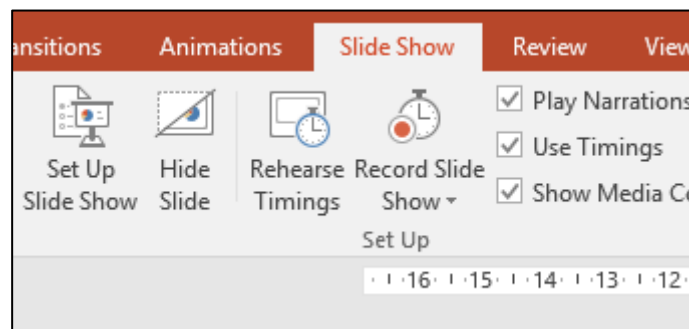 ansitions Animations Slide Show Review View
Set Up Slide Show
Hide Slide
Rehearse Timings
Record Slide Show
Play Narrations
Use Timings
Show Media Co
Set Up
16 15 14 13 12